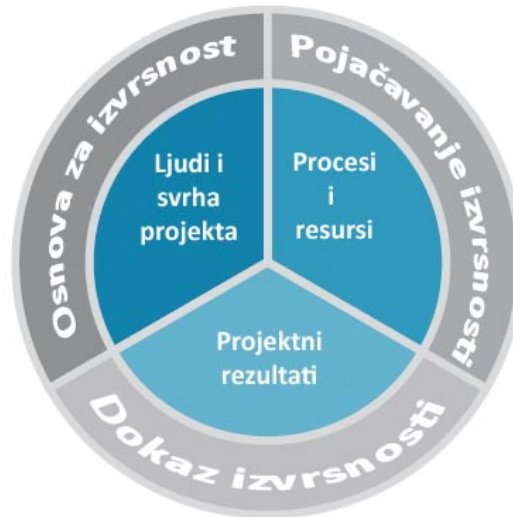 Osnova za izvrsnost
Pojačavanje izvrsnosti
Ljudi i
svrha
projekta
Procesi
i
resursi
Projektni
rezultati
Dokaz izvrsnosti